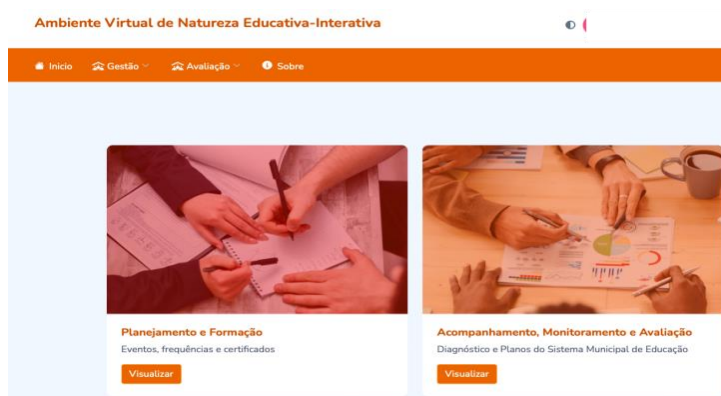 Ambiente Virtual de Natureza Educativa-Interativa
Inicio Gestão Avaliação Sobre
Planejamento e Formação
Eventos, frequências e certificados
Visualizar
Acompanhamento, Monitoramento e Avaliação
Diagnóstico e Planos do Sistema Municipal de Educação
Visualizar